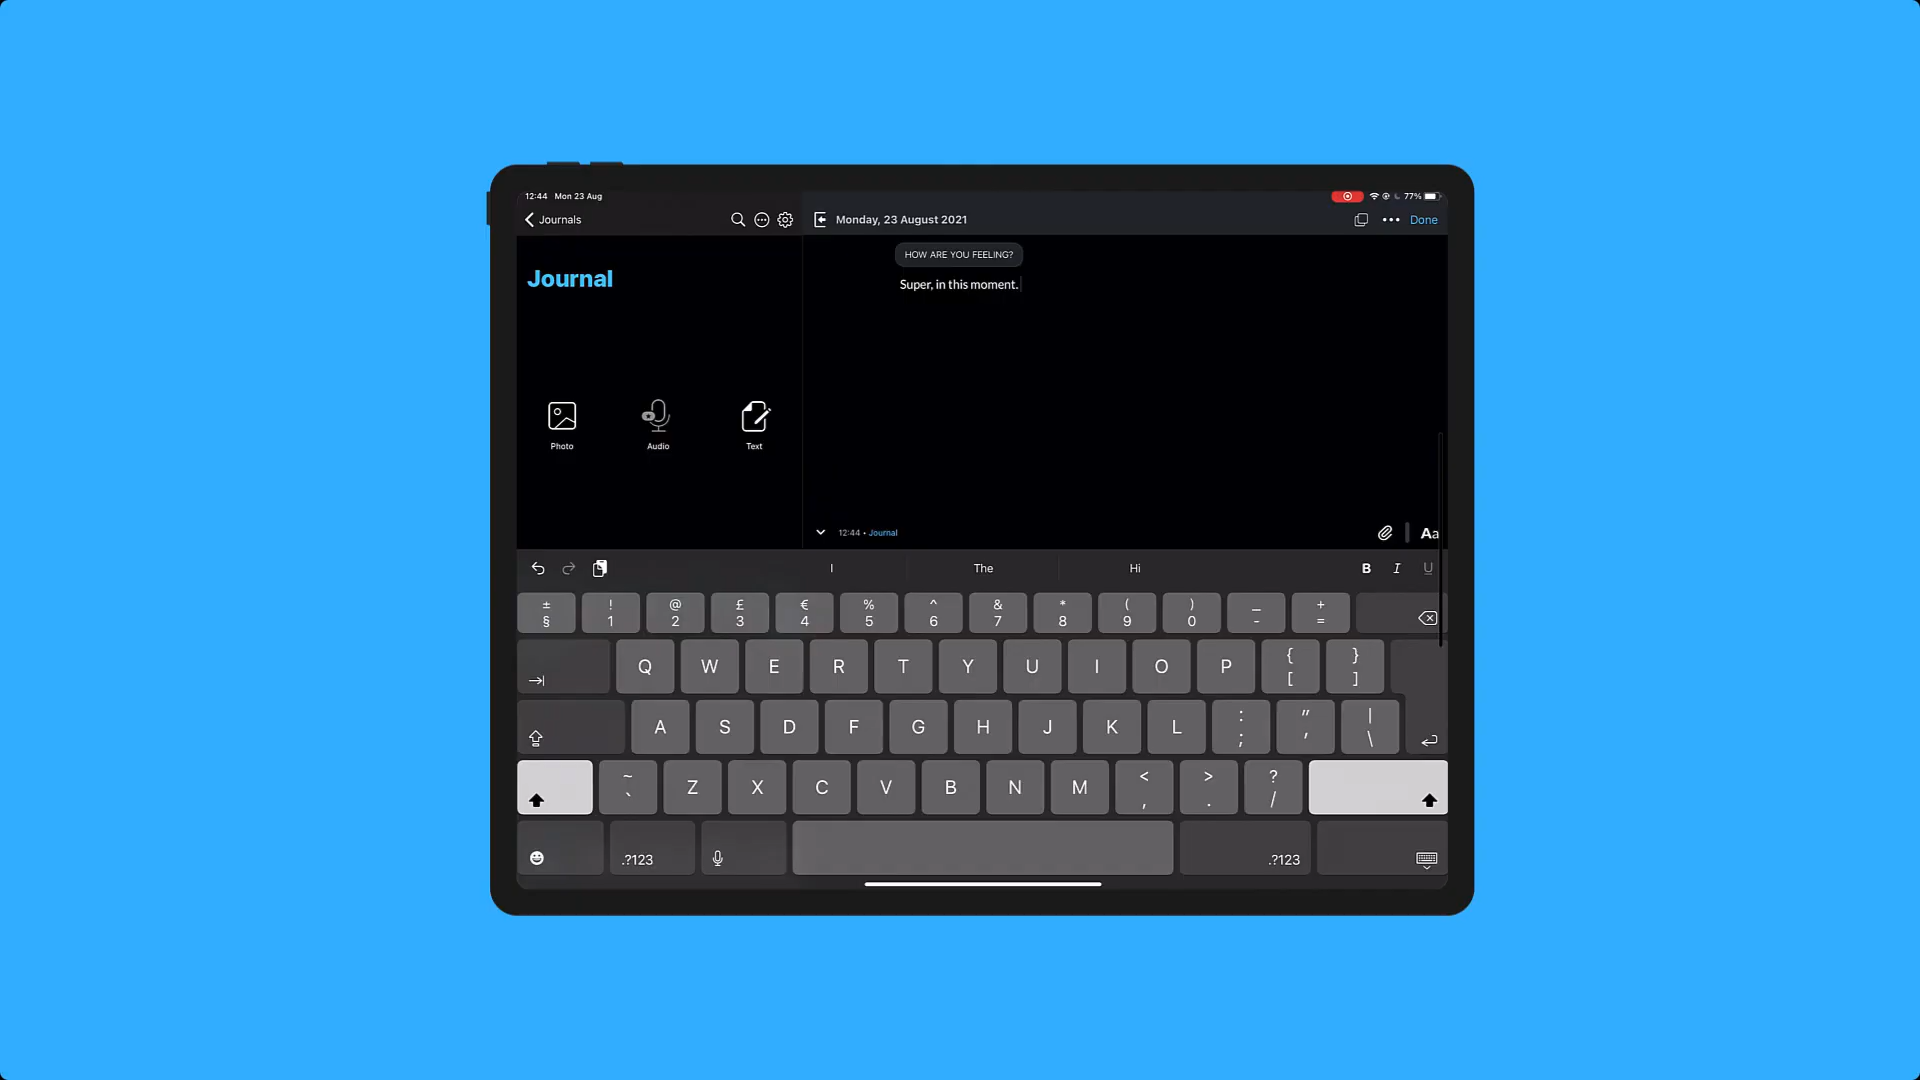 12:44 Mon 23 Aug
77%
Journals
Monday, 23 August 2021
Done
HOW ARE YOU FEELING?
Journal
Super, in this moment.
Photo
Audio
Text
12:44 • Journal
Aa
I
The
Hi
B I U
± ! @ £ € % ^ & * ( ) _ +
§ 1 2 3 4 5 6 7 8 9 0 - =
Q W E R T Y U I O P { }
[ ]
A S D F G H J K L : " |
; ' \
~ Z X C V B N M < > ?
` , . /
.?123
.?123